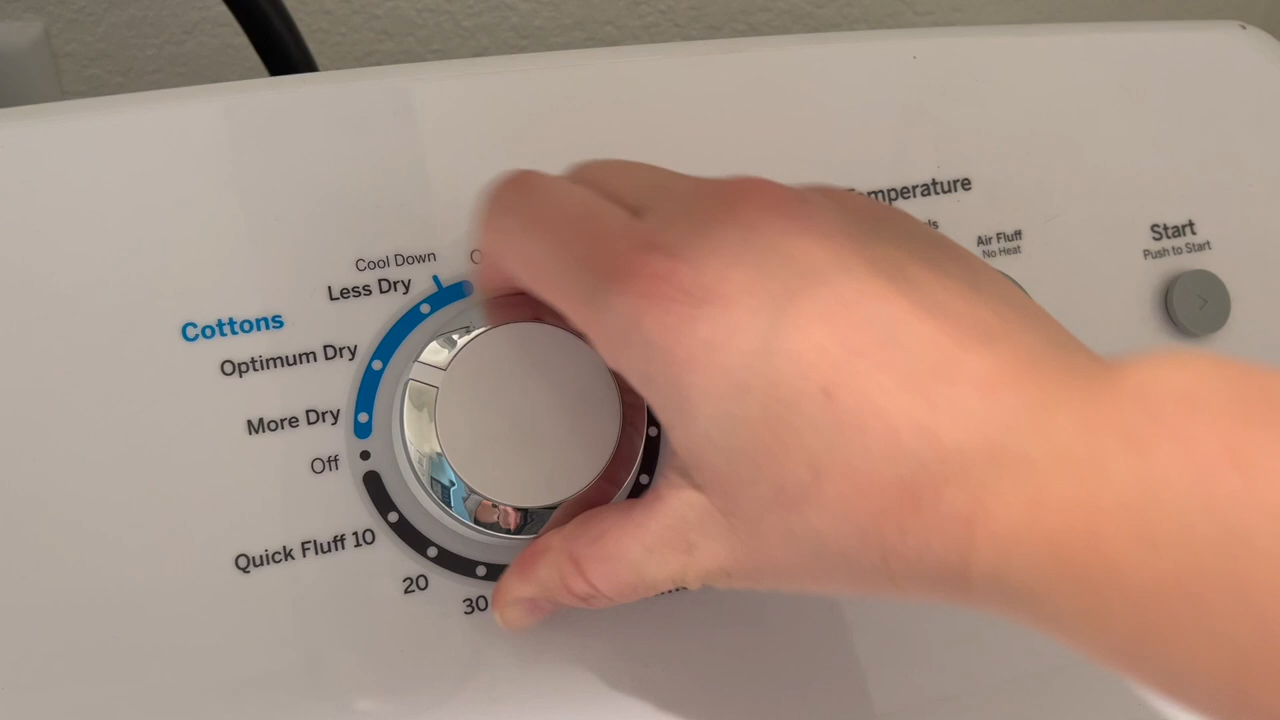 Cool Down
Less Dry
Cottons
Optimum Dry
More Dry
Off
Quick Fluff 10
20
30
Air Fluff
No Heat
Start
Push to Start